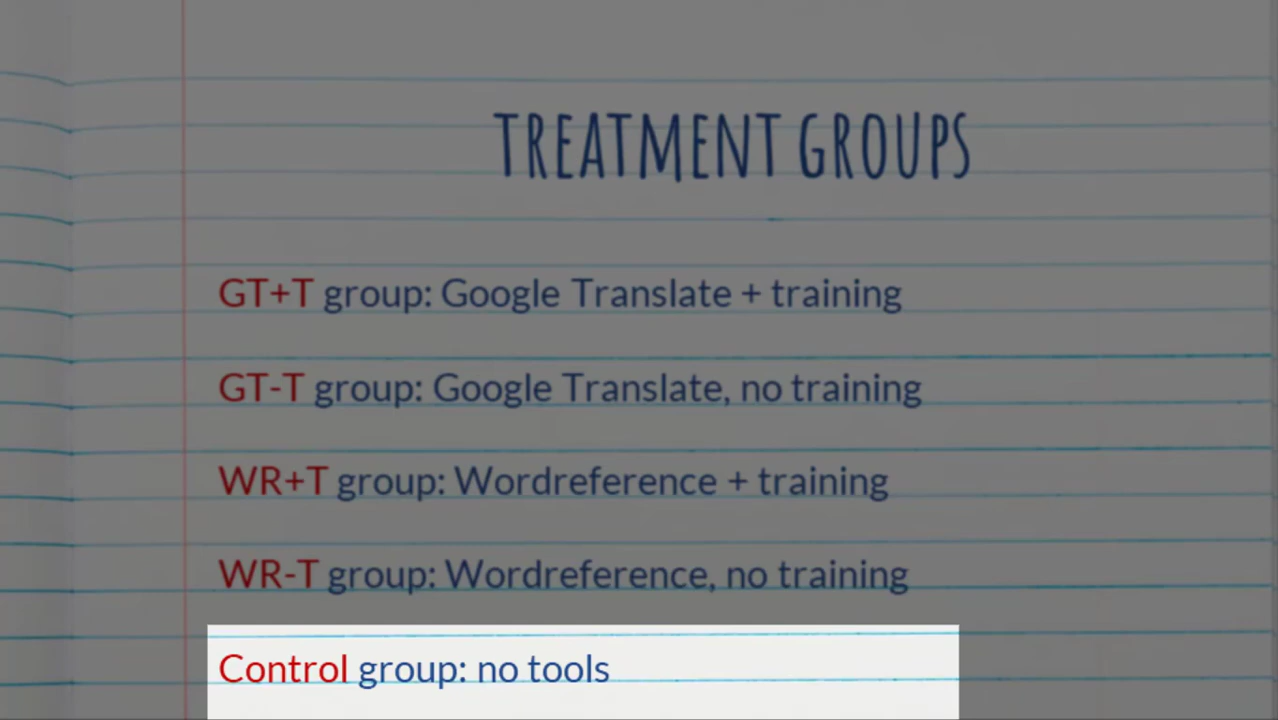 TREATMENT GROUPS
GT+T group: Google Translate + training
GT-T group: Google Translate, no training
WR+T group: Wordreference + training
WR-T group: Wordreference, no training
Control group: no tools